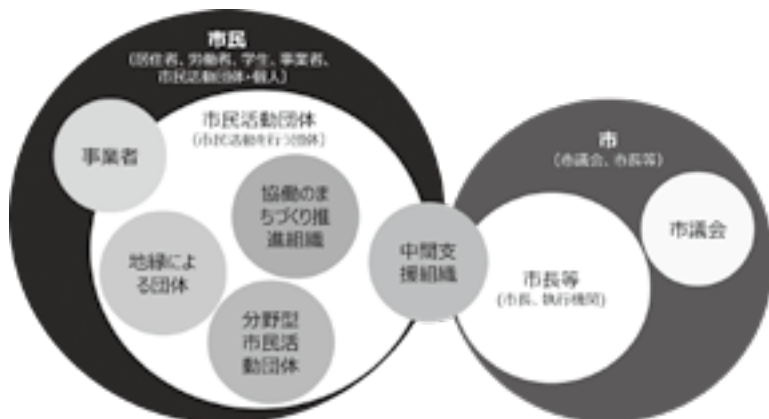 市民
(居住者、労働者、学生、事業者、
市民活動団体・個人)
事業者
市民活動団体
(市民活動を行う団体)
協働のま
ちづくり推
進組織
地縁によ
る団体
分野型
市民活
動団体
中間支
援組織
市
(市議会、市長等)
市議会
市長等
(市長、執行機関)